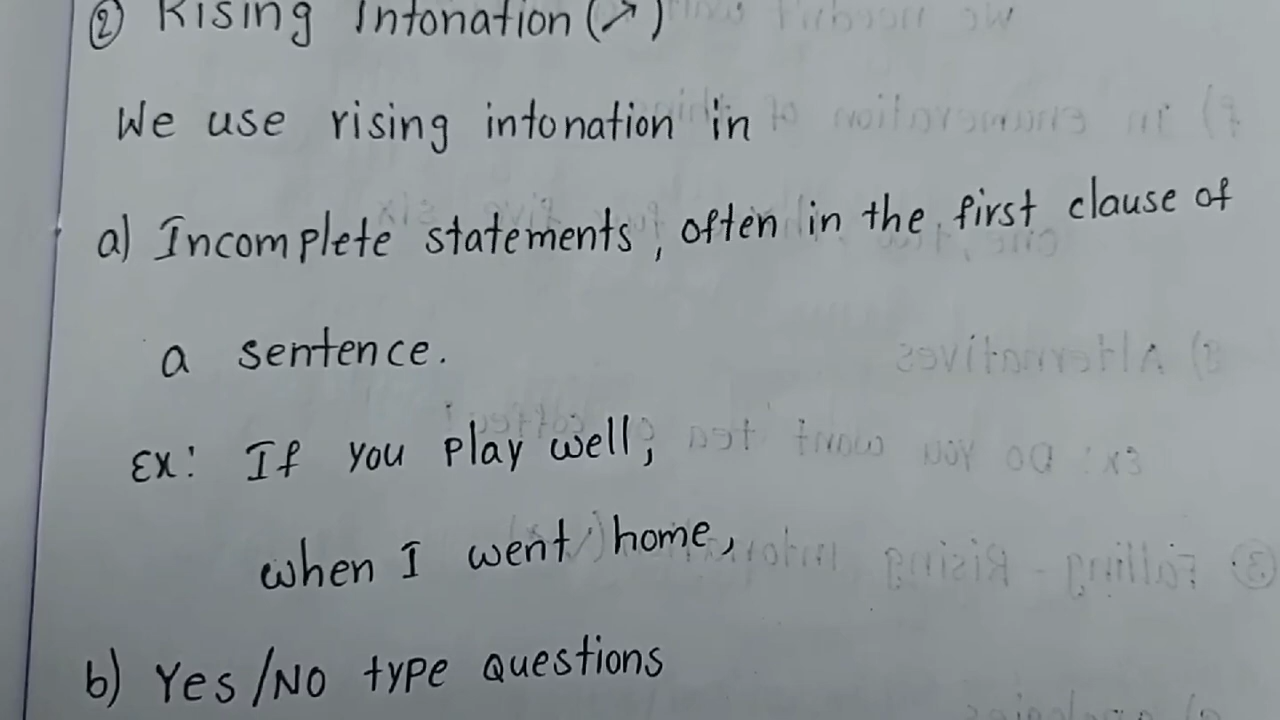 ② Rising Intonation (↗)
We use rising intonation in
a) Incomplete statements, often in the first clause of
a sentence.
Ex: If you play well,
when I went home,
b) Yes/No type questions